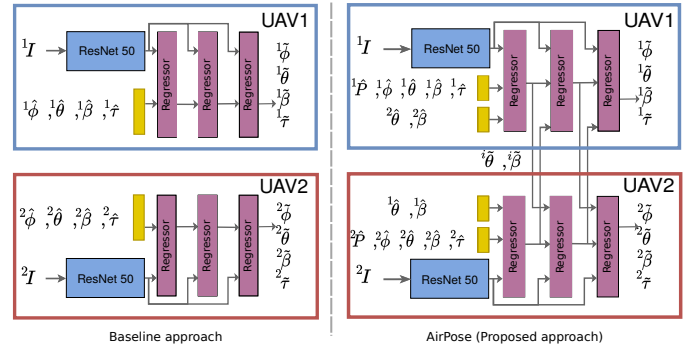 UAV1
¹I
ResNet 50
Regressor
Regressor
Regressor
¹ϕ̃
¹θ̃
¹β̃
¹τ̃
¹ϕ̂ ,¹θ̂ ,¹β̂ ,¹τ̂
UAV2
²ϕ̂ ,²θ̂ ,²β̂ ,²τ̂
Regressor
Regressor
Regressor
²ϕ̃
²θ̃
²β̃
²τ̃
²I
ResNet 50
Baseline approach
UAV1
¹I
ResNet 50
Regressor
Regressor
Regressor
¹ϕ̃
¹θ̃
¹β̃
¹τ̃
¹P̂ ,¹ϕ̂ ,¹θ̂ ,¹β̂ ,¹τ̂
²θ̂ ,²β̂
ⁱθ̃ ,ⁱβ̃
UAV2
¹θ̂ ,¹β̂
²P̂ ,²ϕ̂ ,²θ̂ ,²β̂ ,²τ̂
Regressor
Regressor
Regressor
²ϕ̃
²θ̃
²β̃
²τ̃
²I
ResNet 50
AirPose (Proposed approach)